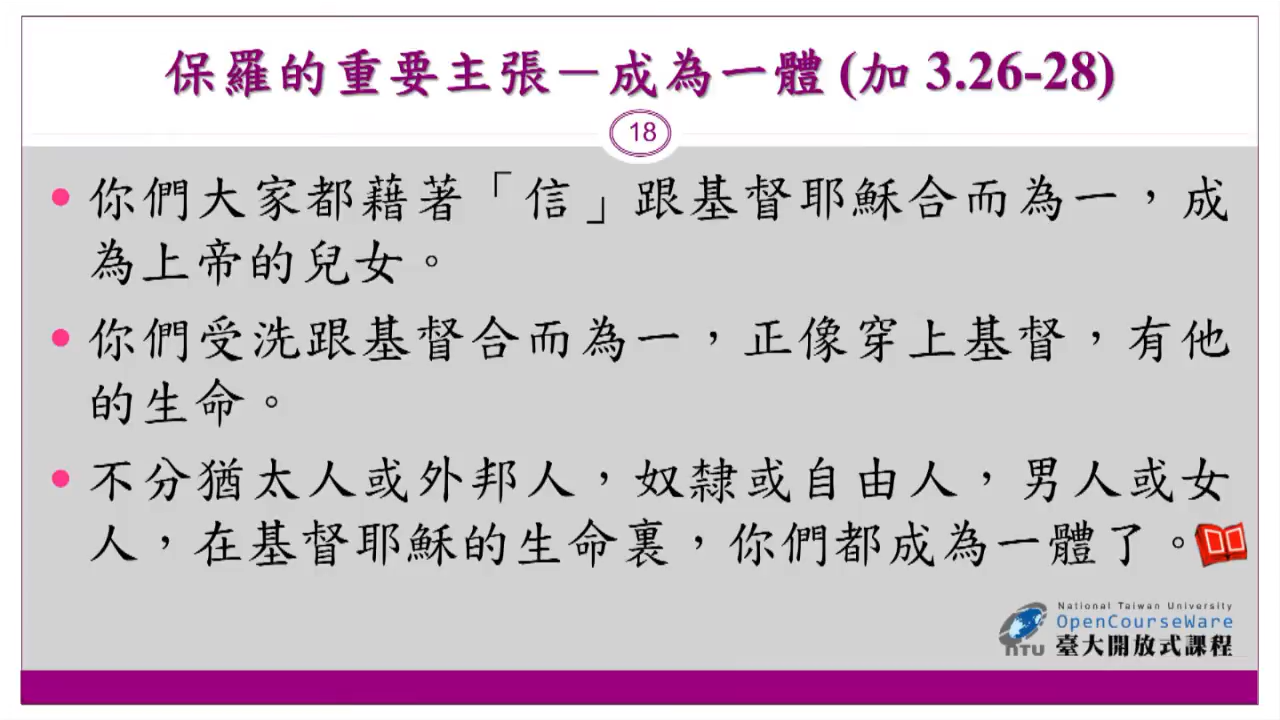 保羅的重要主張－成為一體 (加 3.26-28)
18
• 你們大家都藉著「信」跟基督耶穌合而為一，成
為上帝的兒女。
• 你們受洗跟基督合而為一，正像穿上基督，有他
的生命。
• 不分猶太人或外邦人，奴隸或自由人，男人或女
人，在基督耶穌的生命裏，你們都成為一體了。
National Taiwan University
OpenCourseWare
NTU 臺大開放式課程